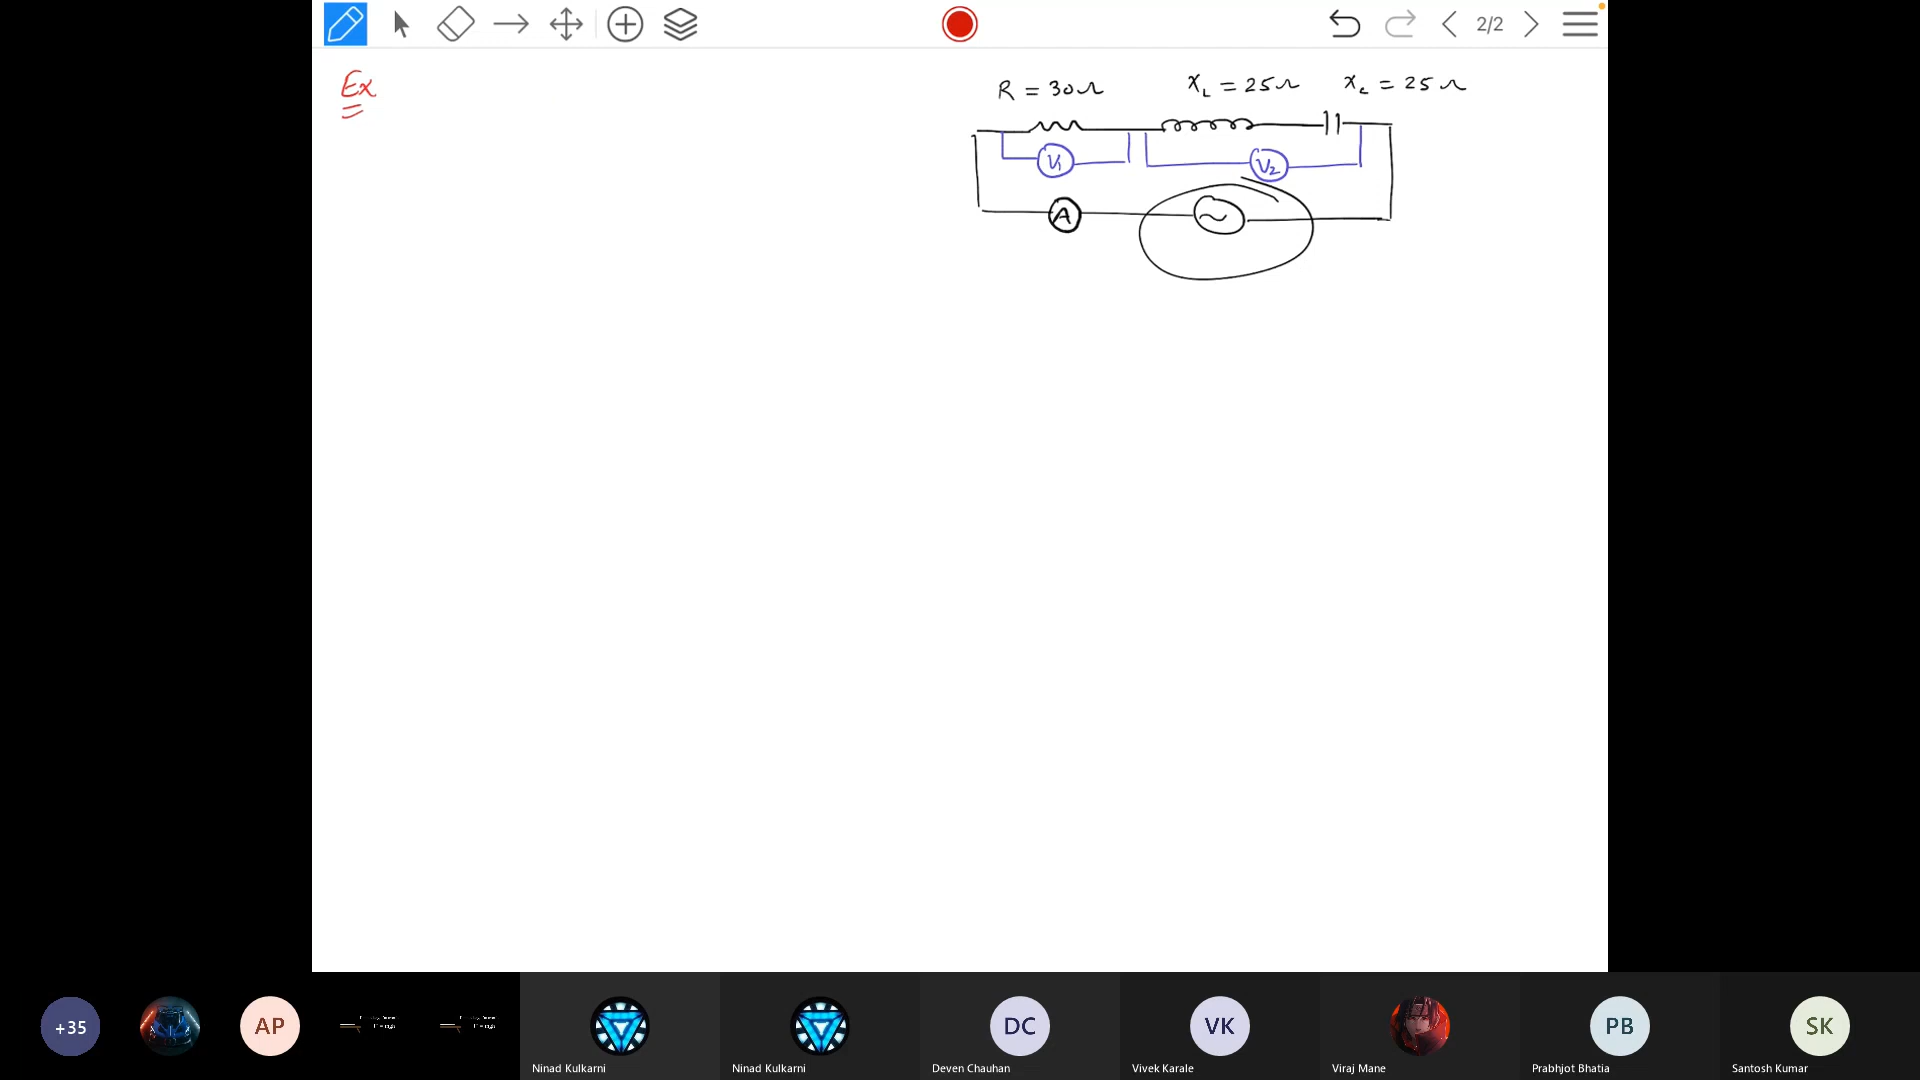 2/2
Ex
R = 30Ω X_L = 25Ω X_c = 25Ω
V₁ V₂
A
+35
AP
DC
VK
PB
SK
Ninad Kulkarni
Ninad Kulkarni
Deven Chauhan
Vivek Karale
Viraj Mane
Prabhjot Bhatia
Santosh Kumar